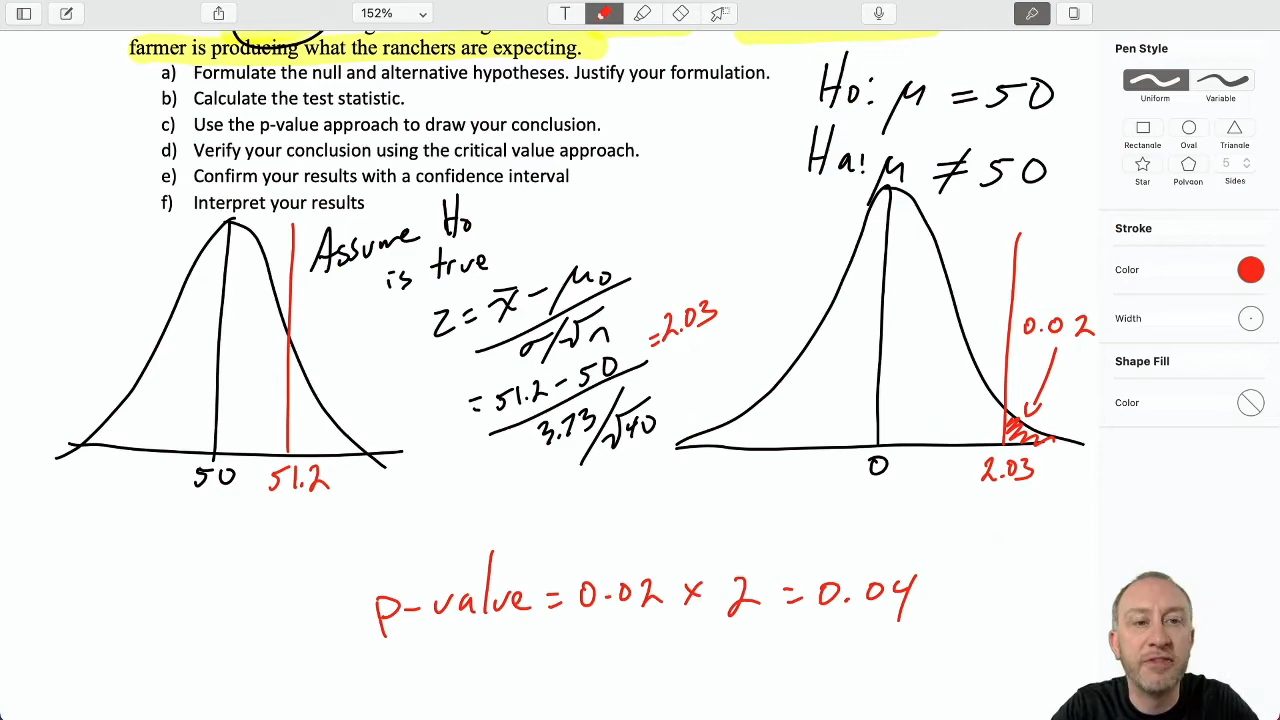 152%
T
farmer is producing what the ranchers are expecting.
a) Formulate the null and alternative hypotheses. Justify your formulation.
b) Calculate the test statistic.
c) Use the p-value approach to draw your conclusion.
d) Verify your conclusion using the critical value approach.
e) Confirm your results with a confidence interval
f) Interpret your results
Ho: μ = 50
Ha: μ ≠ 50
Assume Ho
is true
z = x̄ - μ0
σ/√n
= 51.2 - 50
3.73/√40
= 2.03
50
51.2
0.02
0
2.03
p-value = 0.02 × 2 = 0.04
Pen Style
Uniform
Variable
Rectangle
Oval
Triangle
Star
Polygon
5
Sides
Stroke
Color
Width
Shape Fill
Color